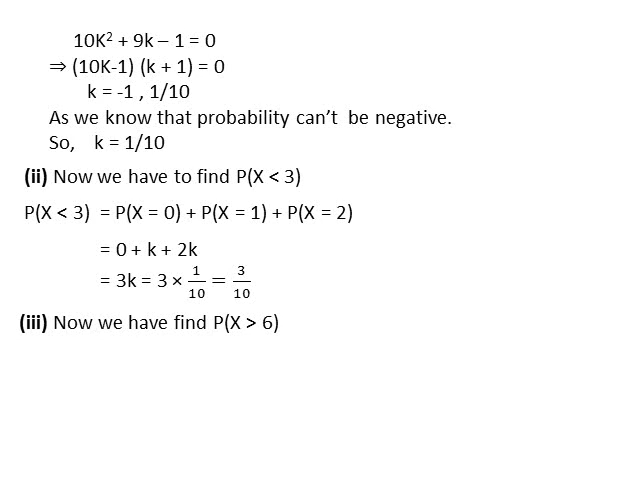 10K² + 9k – 1 = 0
⇒ (10K-1) (k + 1) = 0
k = -1 , 1/10
As we know that probability can’t be negative.
So, k = 1/10
(ii) Now we have to find P(X < 3)
P(X < 3) = P(X = 0) + P(X = 1) + P(X = 2)
= 0 + k + 2k
= 3k = 3 × 1/10 = 3/10
(iii) Now we have find P(X > 6)